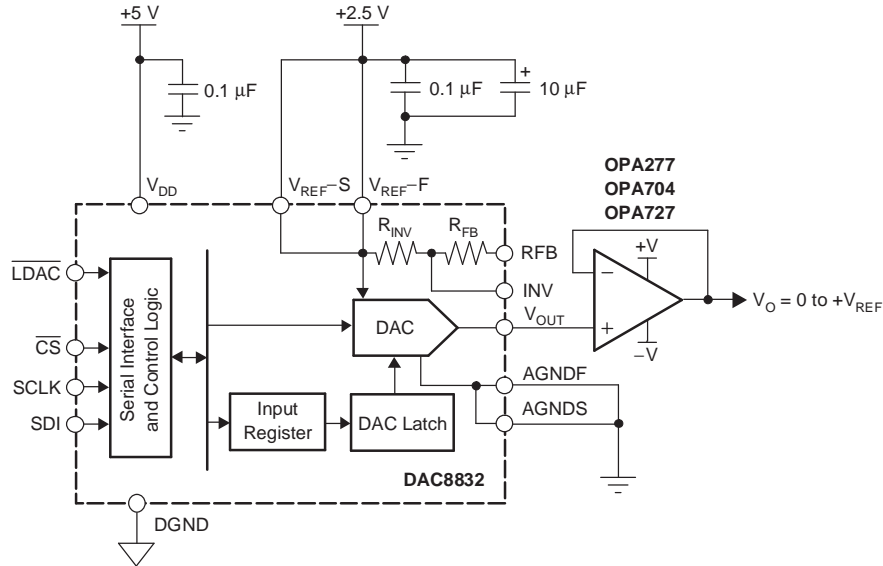 +5 V
+2.5 V
0.1 μF
0.1 μF
+
10 μF
OPA277
OPA704
OPA727
V_DD
V_REF−S
V_REF−F
R_INV
R_FB
RFB
INV
V_OUT
+V
−
+
−V
V_O = 0 to +V_REF
LDAC
CS
SCLK
SDI
Serial Interface
and Control Logic
DAC
Input
Register
DAC Latch
AGNDF
AGNDS
DAC8832
DGND